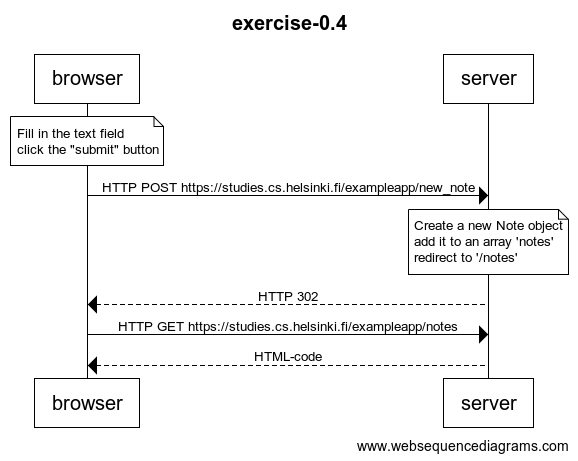 exercise-0.4
browser
server
Fill in the text field
click the "submit" button
HTTP POST https://studies.cs.helsinki.fi/exampleapp/new_note
Create a new Note object
add it to an array 'notes'
redirect to '/notes'
HTTP 302
HTTP GET https://studies.cs.helsinki.fi/exampleapp/notes
HTML-code
browser
server
www.websequencediagrams.com